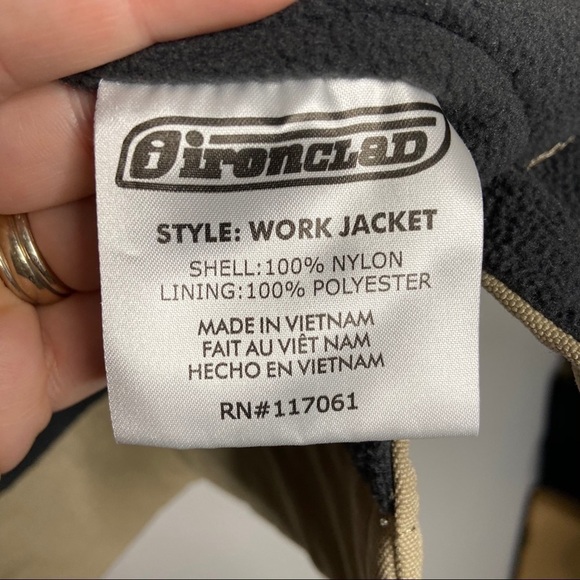 ironclad
STYLE: WORK JACKET
SHELL:100% NYLON
LINING:100% POLYESTER
MADE IN VIETNAM
FAIT AU VIÊT NAM
HECHO EN VIETNAM
RN#117061